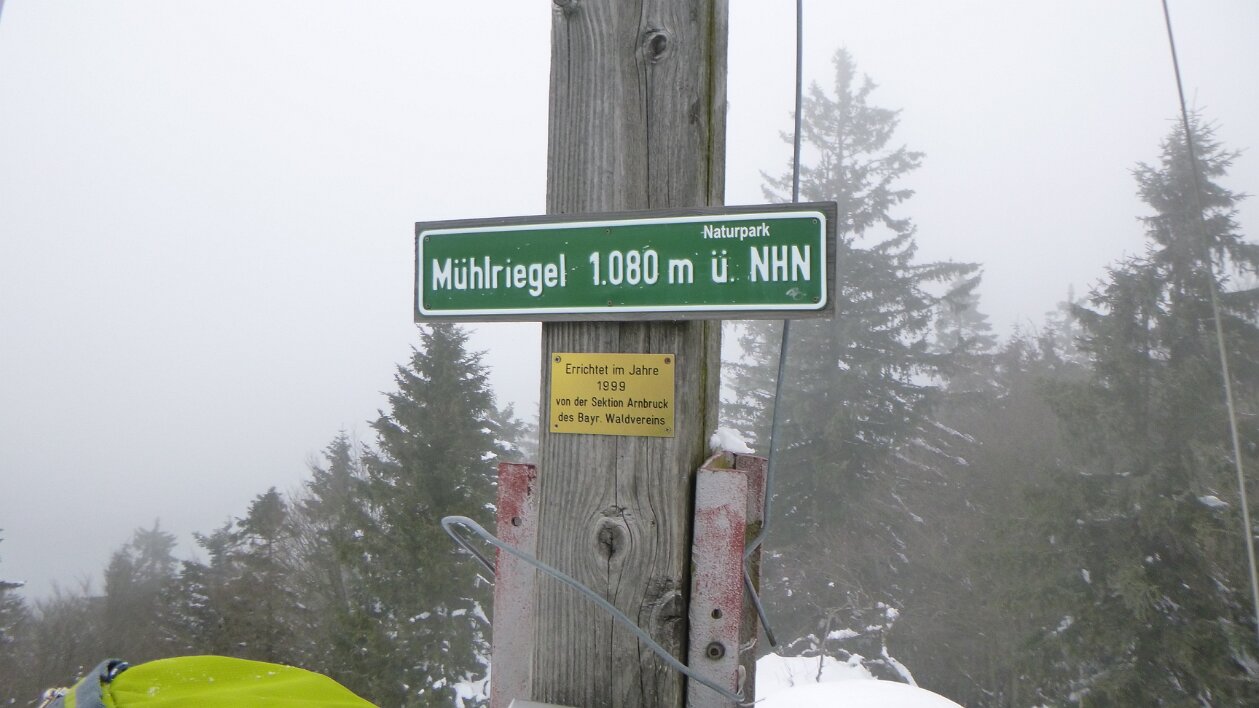 Naturpark
Mühlriegel 1.080 m ü. NHN
Errichtet im Jahre
1999
von der Sektion Arnbruck
des Bayr. Waldvereins